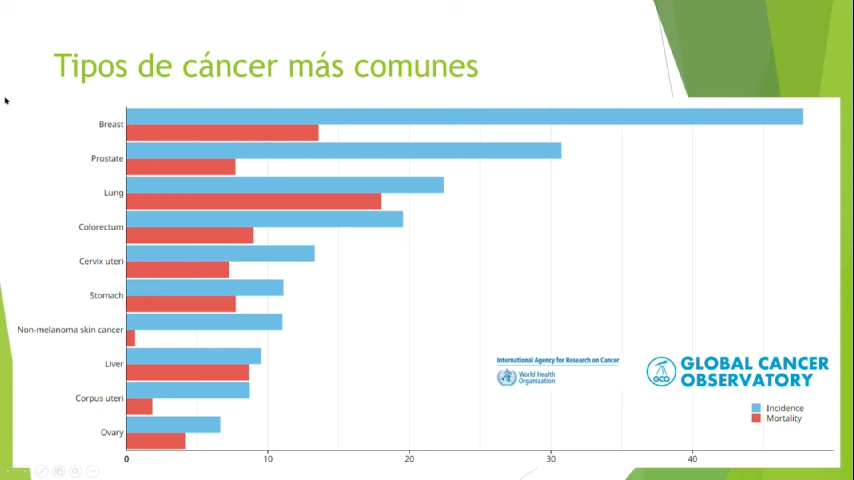 Tipos de cáncer más comunes
Breast
Prostate
Lung
Colorectum
Cervix uteri
Stomach
Non-melanoma skin cancer
Liver
Corpus uteri
Ovary
0 10 20 30 40
International Agency for Research on Cancer
World Health
Organization
GCO
GLOBAL CANCER
OBSERVATORY
Incidence
Mortality